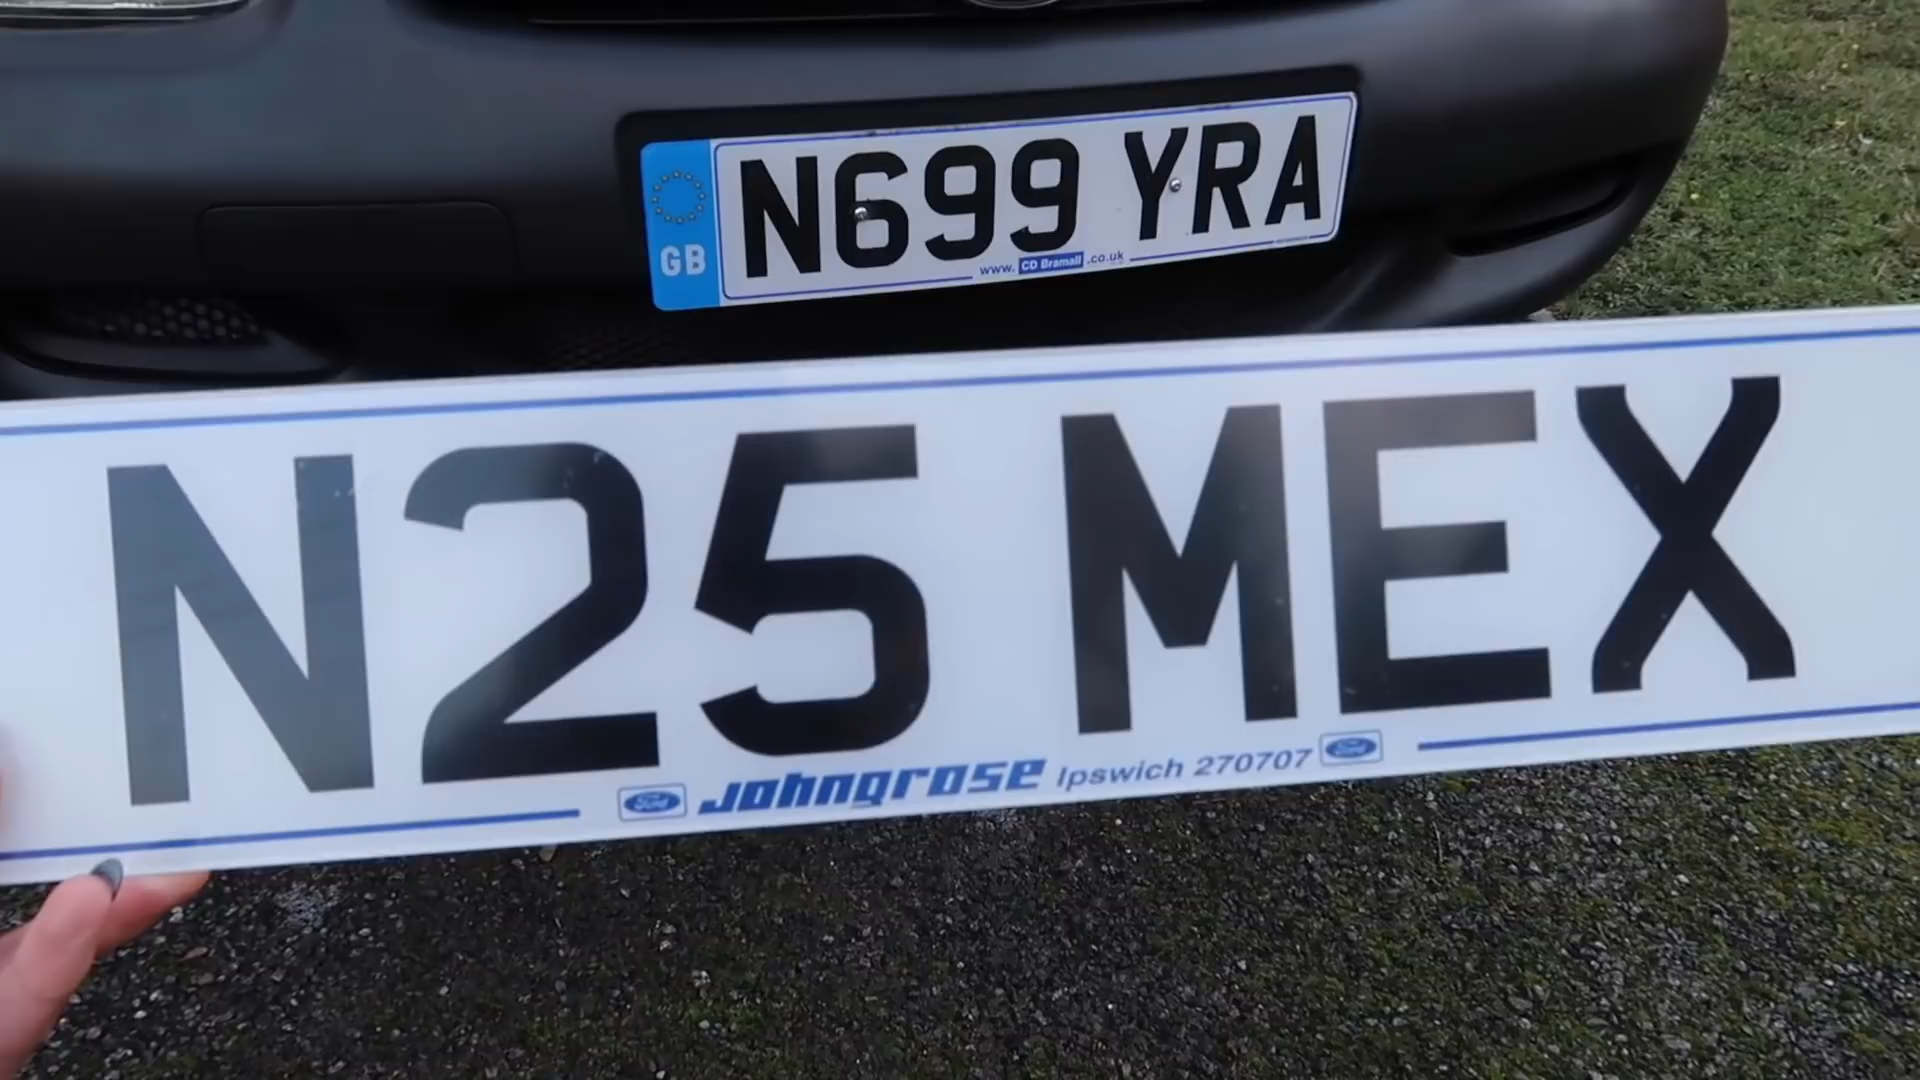 N699 YRA
GB
www. CD Bramall .co.uk
N25 MEX
Ford Johngrose Ipswich 270707 Ford